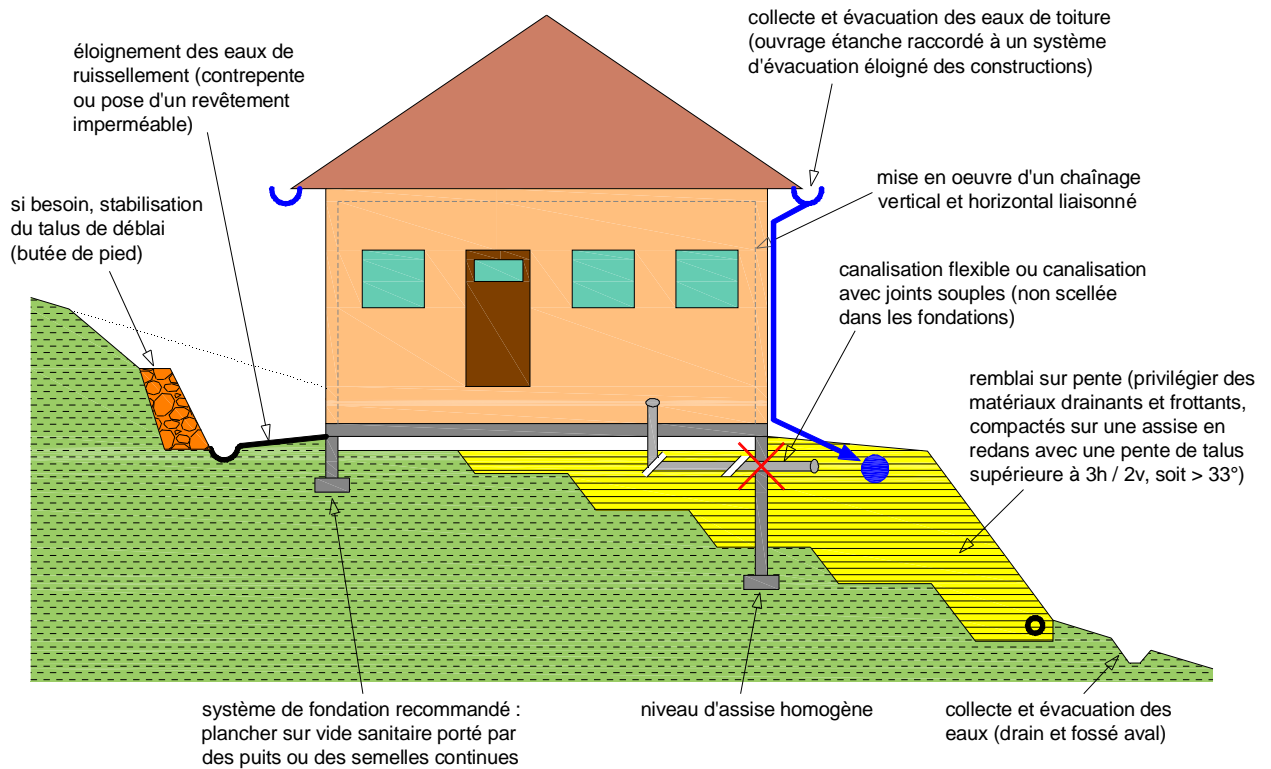 collecte et évacuation des eaux de toiture
(ouvrage étanche raccordé à un système
d'évacuation éloigné des constructions)
éloignement des eaux de
ruissellement (contrepente
ou pose d'un revêtement
imperméable)
mise en oeuvre d'un chaînage
vertical et horizontal liaisonné
si besoin, stabilisation
du talus de déblai
(butée de pied)
canalisation flexible ou canalisation
avec joints souples (non scellée
dans les fondations)
remblai sur pente (privilégier des
matériaux drainants et frottants,
compactés sur une assise en
redans avec une pente de talus
supérieure à 3h / 2v, soit > 33°)
système de fondation recommandé :
plancher sur vide sanitaire porté par
des puits ou des semelles continues
niveau d'assise homogène
collecte et évacuation des
eaux (drain et fossé aval)